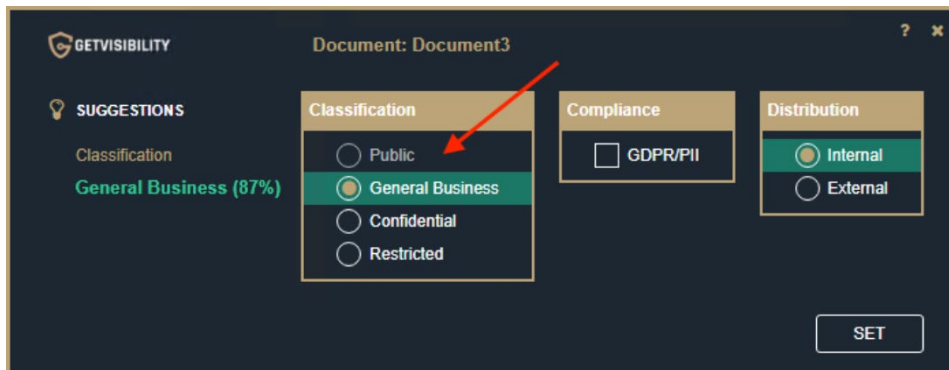 GETVISIBILITY
Document: Document3
? ×
SUGGESTIONS
Classification
General Business (87%)
Classification
Public
General Business
Confidential
Restricted
Compliance
GDPR/PII
Distribution
Internal
External
SET